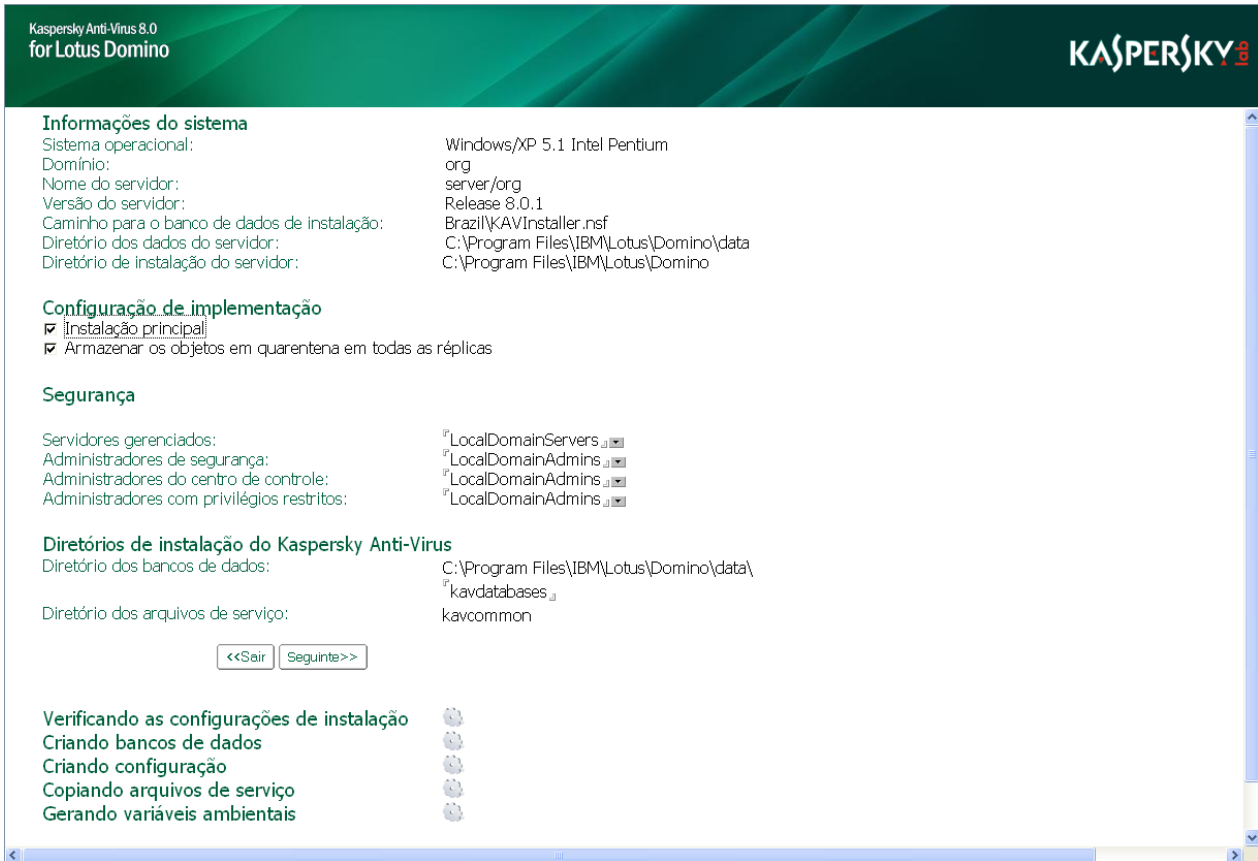 Kaspersky Anti-Virus 8.0
for Lotus Domino
KASPERSKY lab
Informações do sistema
Sistema operacional: Windows/XP 5.1 Intel Pentium
Domínio: org
Nome do servidor: server/org
Versão do servidor: Release 8.0.1
Caminho para o banco de dados de instalação: Brazil\KAVInstaller.nsf
Diretório dos dados do servidor: C:\Program Files\IBM\Lotus\Domino\data
Diretório de instalação do servidor: C:\Program Files\IBM\Lotus\Domino
Configuração de implementação
Instalação principal
Armazenar os objetos em quarentena em todas as réplicas
Segurança
Servidores gerenciados: LocalDomainServers
Administradores de segurança: LocalDomainAdmins
Administradores do centro de controle: LocalDomainAdmins
Administradores com privilégios restritos: LocalDomainAdmins
Diretórios de instalação do Kaspersky Anti-Virus
Diretório dos bancos de dados: C:\Program Files\IBM\Lotus\Domino\data\
kavdatabases
Diretório dos arquivos de serviço: kavcommon
<<Sair Seguinte>>
Verificando as configurações de instalação
Criando bancos de dados
Criando configuração
Copiando arquivos de serviço
Gerando variáveis ambientais